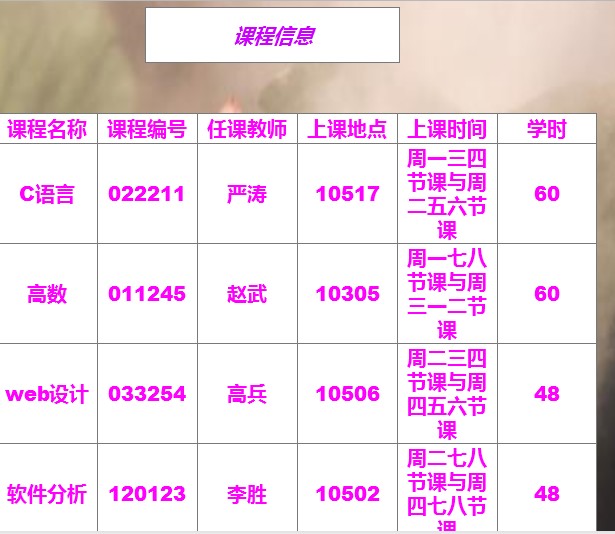 课程信息
课程名称 课程编号 任课教师 上课地点 上课时间 学时
C语言 022211 严涛 10517 周一三四节课与周二五六节课 60
高数 011245 赵武 10305 周一七八节课与周三一二节课 60
web设计 033254 高兵 10506 周二三四节课与周四五六节课 48
软件分析 120123 李胜 10502 周二七八节课与周四七八节课 48